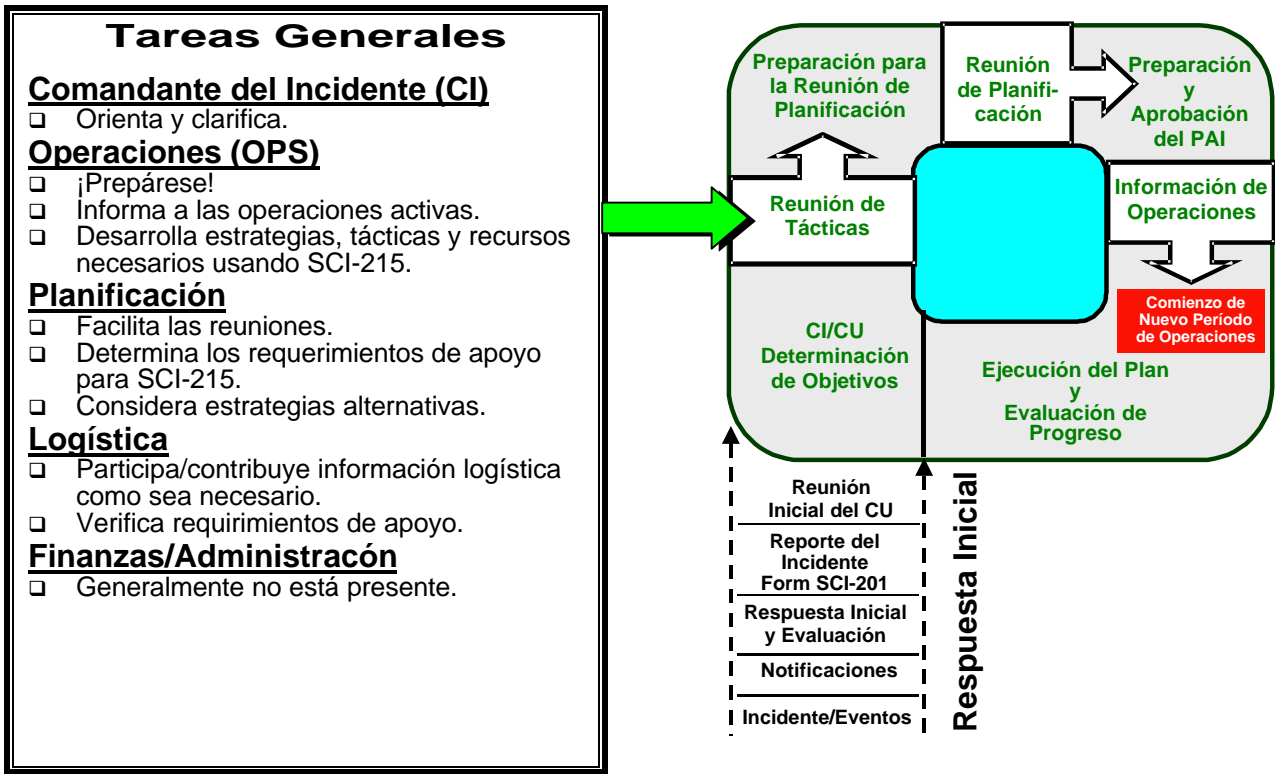 Tareas Generales
Comandante del Incidente (CI)
Orienta y clarifica.
Operaciones (OPS)
¡Prepárese!
Informa a las operaciones activas.
Desarrolla estrategias, tácticas y recursos
necesarios usando SCI-215.
Planificación
Facilita las reuniones.
Determina los requerimientos de apoyo
para SCI-215.
Considera estrategias alternativas.
Logística
Participa/contribuye información logística
como sea necesario.
Verifica requirimientos de apoyo.
Finanzas/Administracón
Generalmente no está presente.
Preparación para
la Reunión de
Planificación
Reunión
de Planifi-
cación
Preparación
y
Aprobación
del PAI
Reunión de
Tácticas
Información de
Operaciones
Comienzo de
Nuevo Período
de Operaciones
CI/CU
Determinación
de Objetivos
Ejecución del Plan
y
Evaluación de
Progreso
Reunión
Inicial del CU
Reporte del
Incidente
Form SCI-201
Respuesta Inicial
y Evaluación
Notificaciones
Incidente/Eventos
Respuesta Inicial